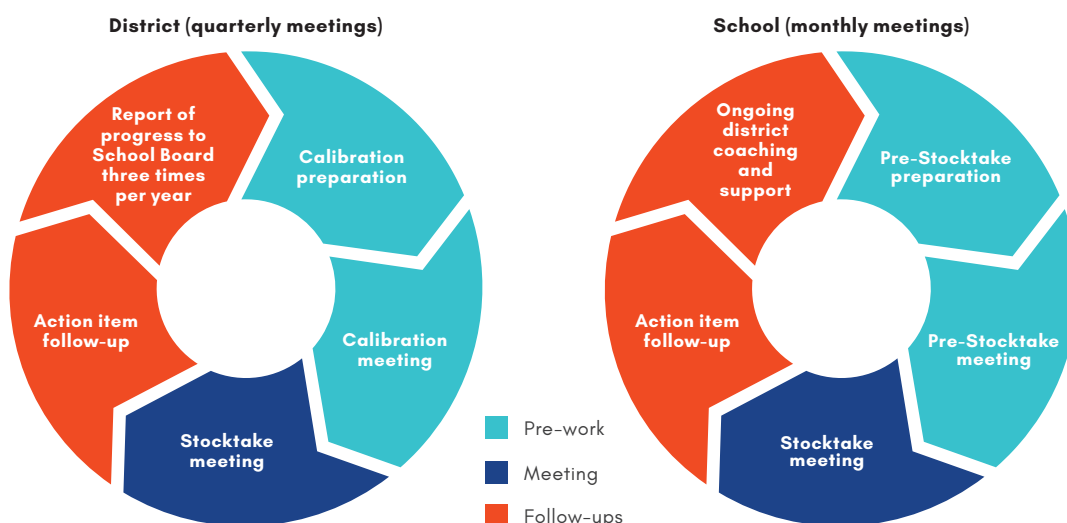 District (quarterly meetings)
Report of
progress to
School Board
three times
per year
Calibration
preparation
Calibration
meeting
Stocktake
meeting
Action item
follow-up
Pre-work
Meeting
Follow-ups
School (monthly meetings)
Ongoing
district
coaching
and
support
Pre-Stocktake
preparation
Pre-Stocktake
meeting
Stocktake
meeting
Action item
follow-up